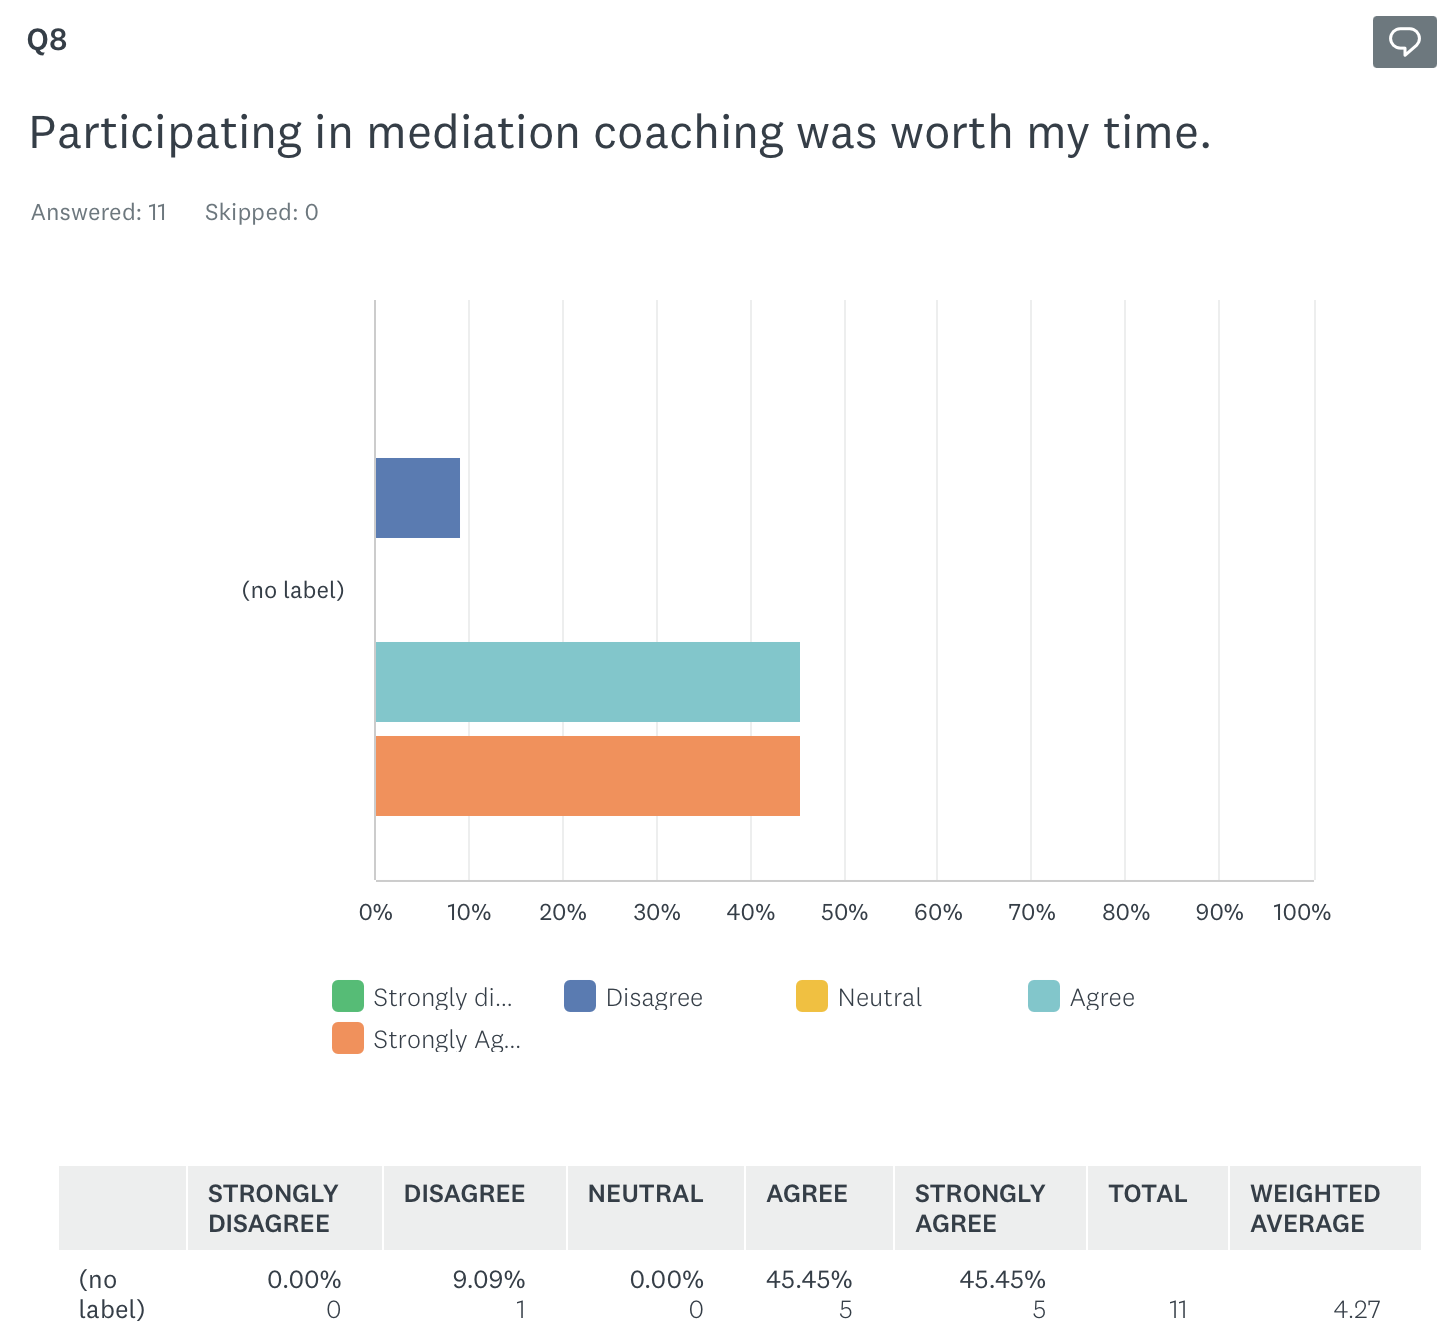 Q8
Participating in mediation coaching was worth my time.
Answered: 11 Skipped: 0
(no label)
0% 10% 20% 30% 40% 50% 60% 70% 80% 90% 100%
Strongly di... Disagree Neutral Agree
Strongly Ag...
STRONGLY DISAGREE NEUTRAL AGREE STRONGLY TOTAL WEIGHTED
DISAGREE AGREE AVERAGE
(no 0.00% 9.09% 0.00% 45.45% 45.45%
label) 0 1 0 5 5 11 4.27